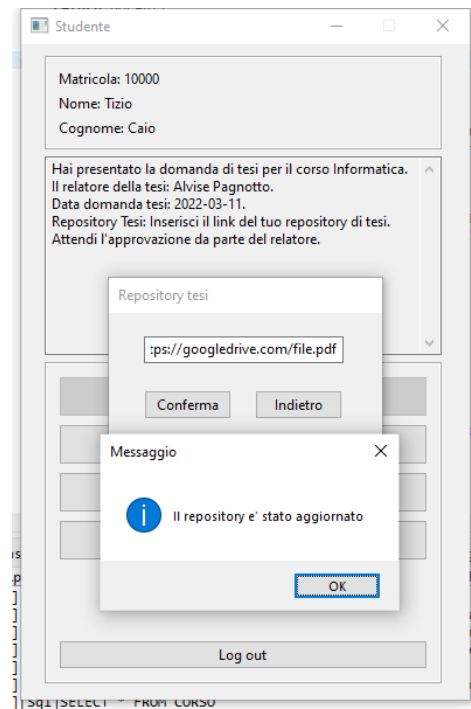 Studente
Matricola: 10000
Nome: Tizio
Cognome: Caio
Hai presentato la domanda di tesi per il corso Informatica.
Il relatore della tesi: Alvise Pagnotto.
Data domanda tesi: 2022-03-11.
Repository Tesi: Inserisci il link del tuo repository di tesi.
Attendi l'approvazione da parte del relatore.
Repository tesi
:ps://googledrive.com/file.pdf
Conferma
Indietro
Messaggio
Il repository e' stato aggiornato
OK
Log out
]|Sql|SELECT * FROM CORSO